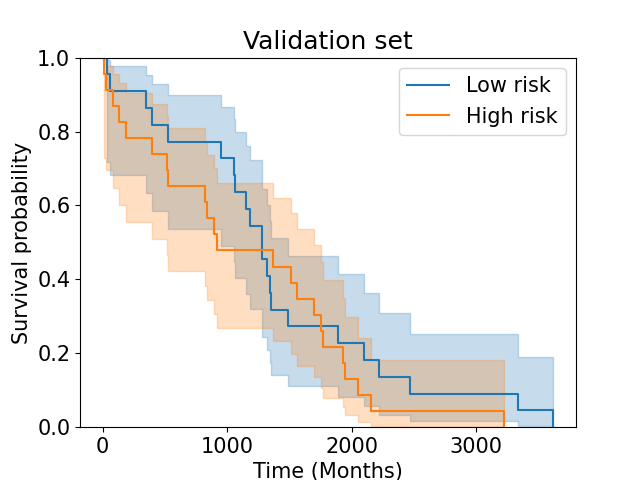 Validation set
Low risk
High risk
Survival probability
1.0
0.8
0.6
0.4
0.2
0.0
0 1000 2000 3000
Time (Months)